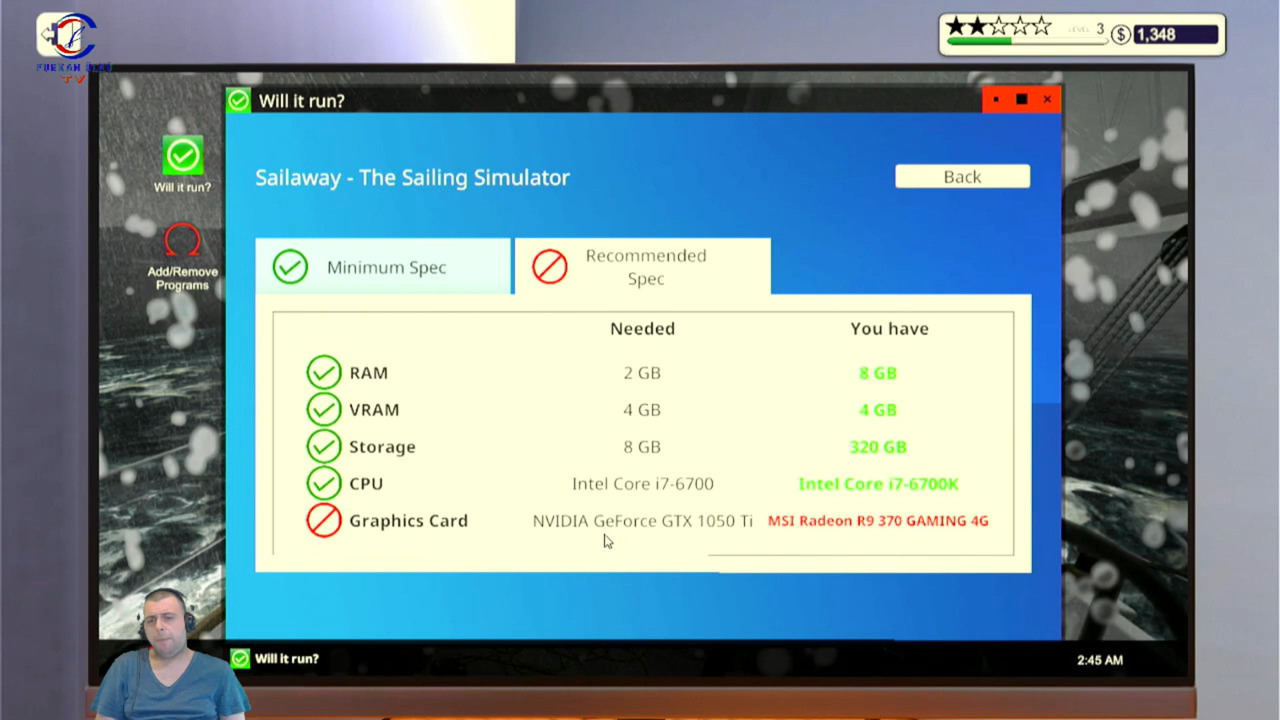 LEVEL 3 $ 1,348
TV
Will it run?
Sailaway - The Sailing Simulator
Back
Will it run?
Minimum Spec
Recommended
Spec
Add/Remove
Programs
Needed You have
RAM 2 GB 8 GB
VRAM 4 GB 4 GB
Storage 8 GB 320 GB
CPU Intel Core i7-6700 Intel Core i7-6700K
Graphics Card NVIDIA GeForce GTX 1050 Ti MSI Radeon R9 370 GAMING 4G
Will it run? 2:45 AM